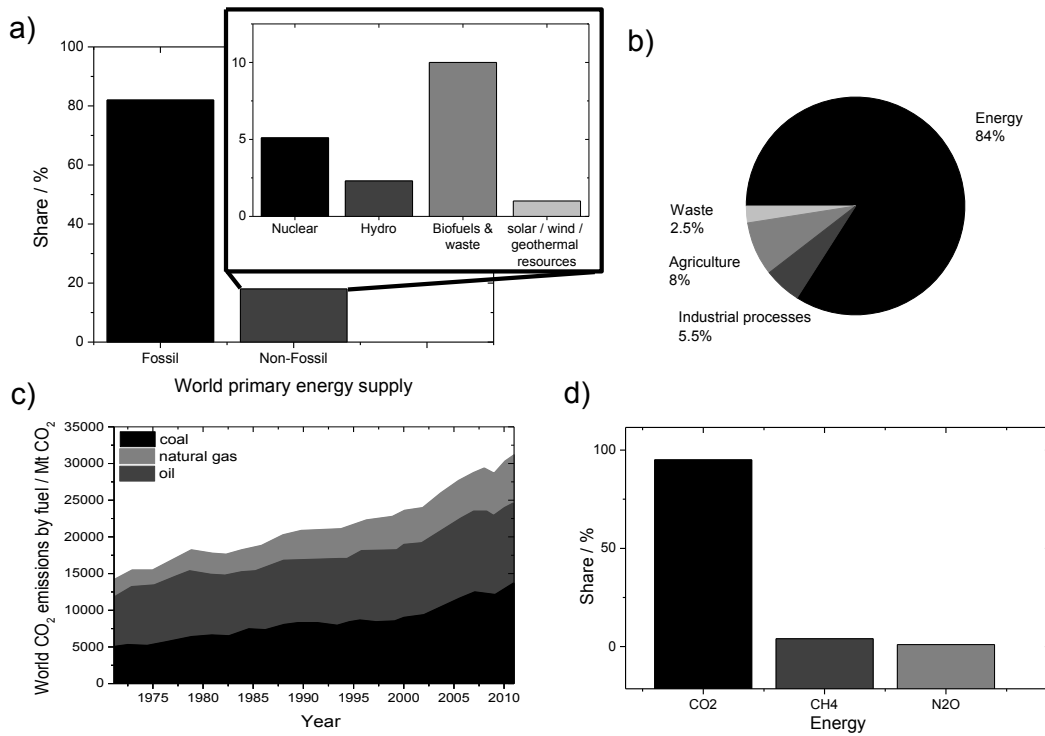 a)
100
80
60
40
20
0
Share / %
Fossil
Non-Fossil
World primary energy supply
10
5
0
Nuclear
Hydro
Biofuels &
waste
solar / wind /
geothermal
resources
b)
Energy
84%
Waste
2.5%
Agriculture
8%
Industrial processes
5.5%
c)
World CO2 emissions by fuel / Mt CO2
35000
30000
25000
20000
15000
10000
5000
0
coal
natural gas
oil
1975
1980
1985
1990
1995
2000
2005
2010
Year
d)
Share / %
100
50
0
CO2
CH4
N2O
Energy